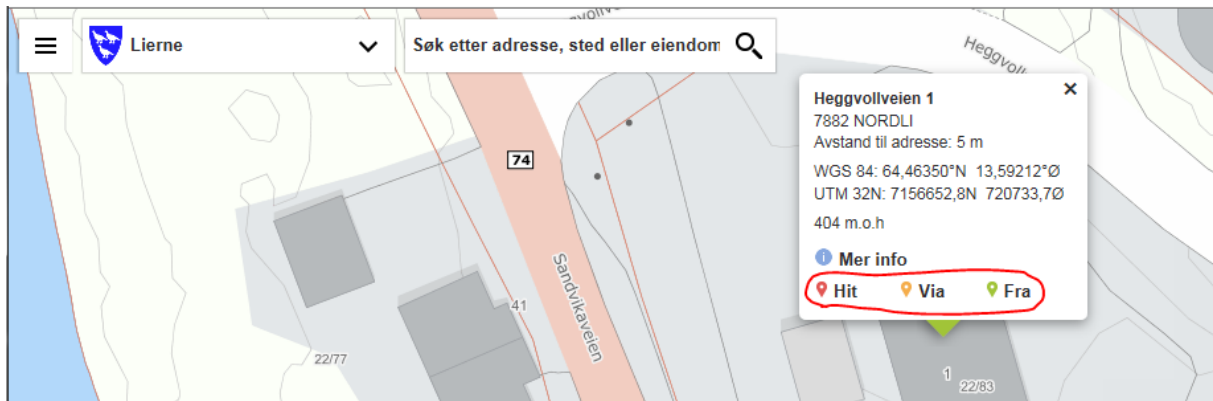 Lierne
Søk etter adresse, sted eller eiendom
Heggvollveien 1
7882 NORDLI
Avstand til adresse: 5 m
WGS 84: 64,46350°N 13,59212°Ø
UTM 32N: 7156652,8N 720733,7Ø
404 m.o.h
Mer info
Hit Via Fra
74
Sandvikaveien
41
22/77
1
22/83